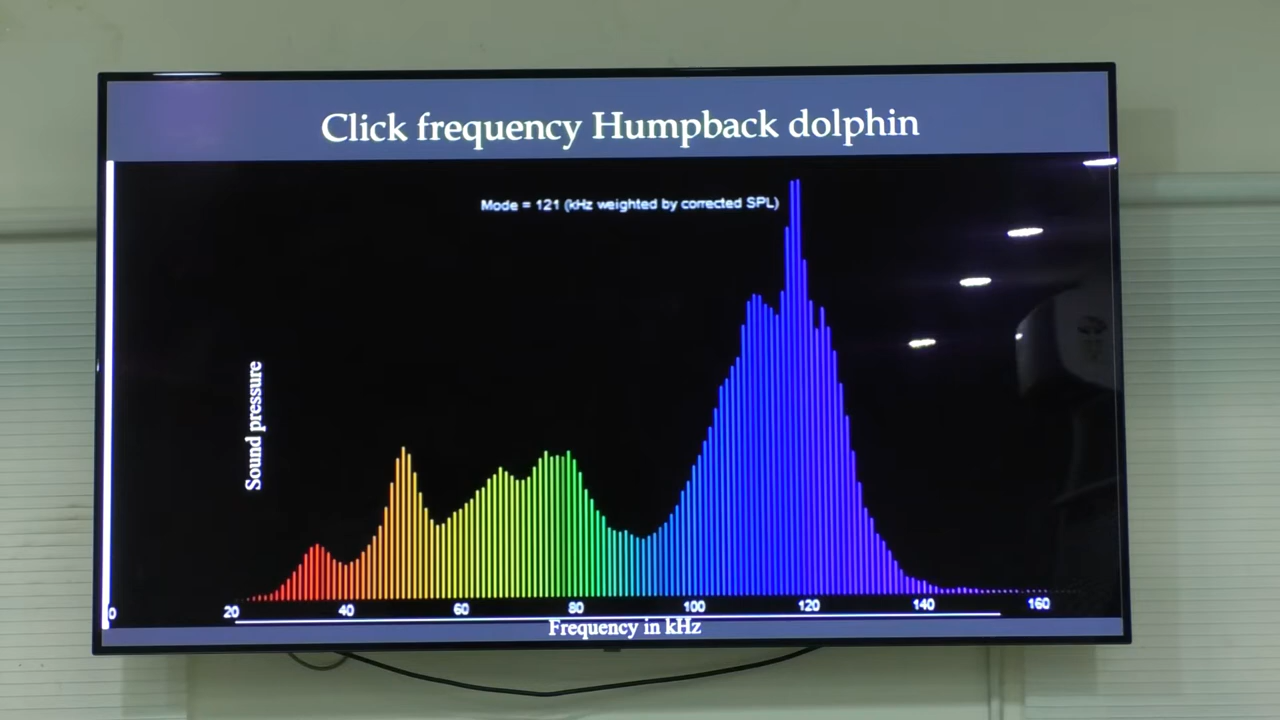 Click frequency Humpback dolphin
Mode = 121 (kHz weighted by corrected SPL)
Sound pressure
0 20 40 60 80 100 120 140 160
Frequency in kHz